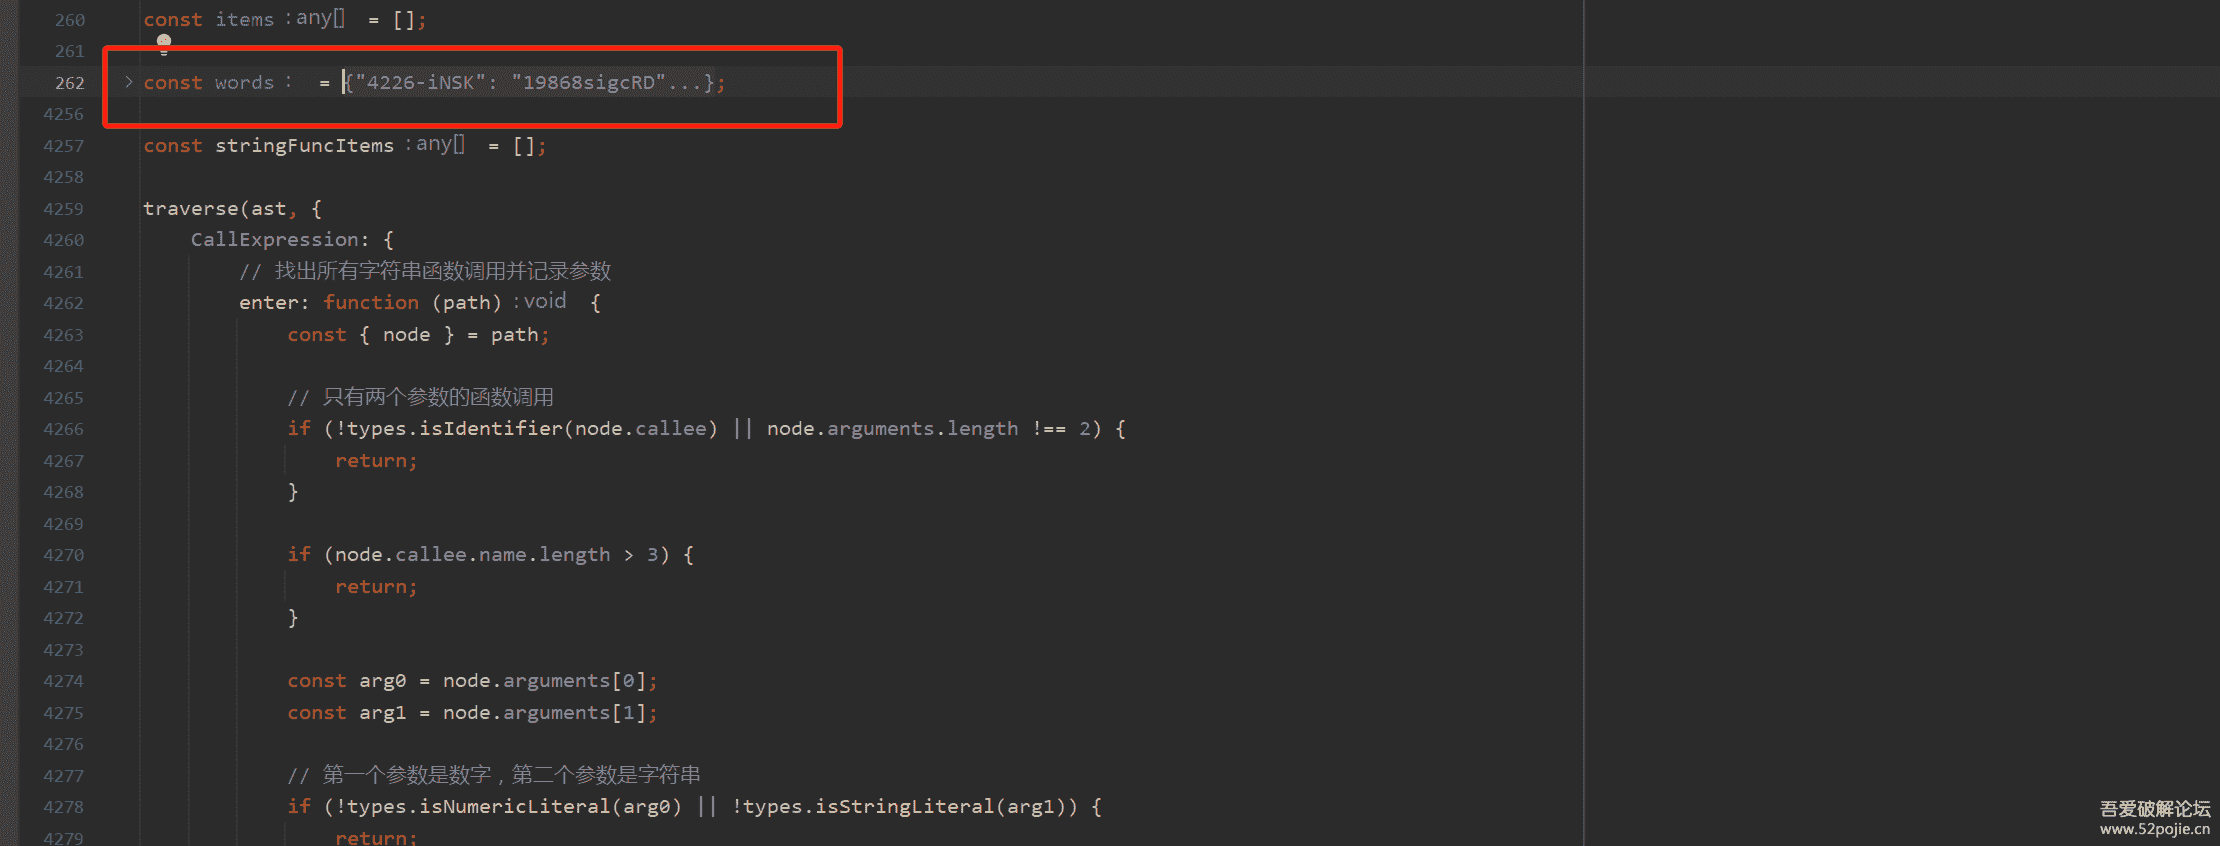 260 const items : any[] = [];
261
262 > const words : = {"4226-iNSK": "19868sigcRD"...};
4256
4257 const stringFuncItems : any[] = [];
4258
4259 traverse(ast, {
4260 CallExpression: {
4261 // 找出所有字符串函数调用并记录参数
4262 enter: function (path) : void {
4263 const { node } = path;
4264
4265 // 只有两个参数的函数调用
4266 if (!types.isIdentifier(node.callee) || node.arguments.length !== 2) {
4267 return;
4268 }
4269
4270 if (node.callee.name.length > 3) {
4271 return;
4272 }
4273
4274 const arg0 = node.arguments[0];
4275 const arg1 = node.arguments[1];
4276
4277 // 第一个参数是数字，第二个参数是字符串
4278 if (!types.isNumericLiteral(arg0) || !types.isStringLiteral(arg1)) {
4279 return;
吾爱破解论坛
www.52pojie.cn